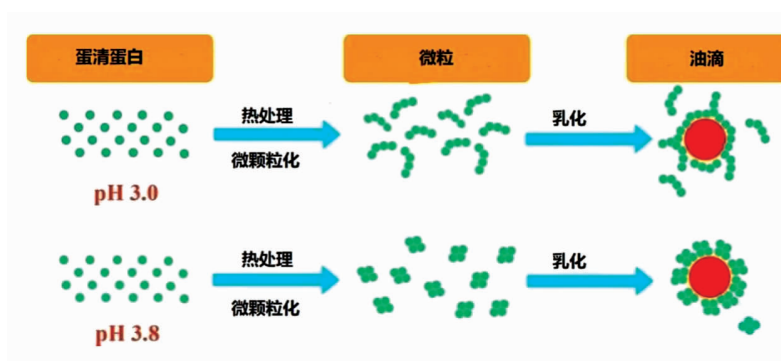 蛋清蛋白
微粒
油滴
热处理
微颗粒化
乳化
pH 3.0
热处理
微颗粒化
乳化
pH 3.8